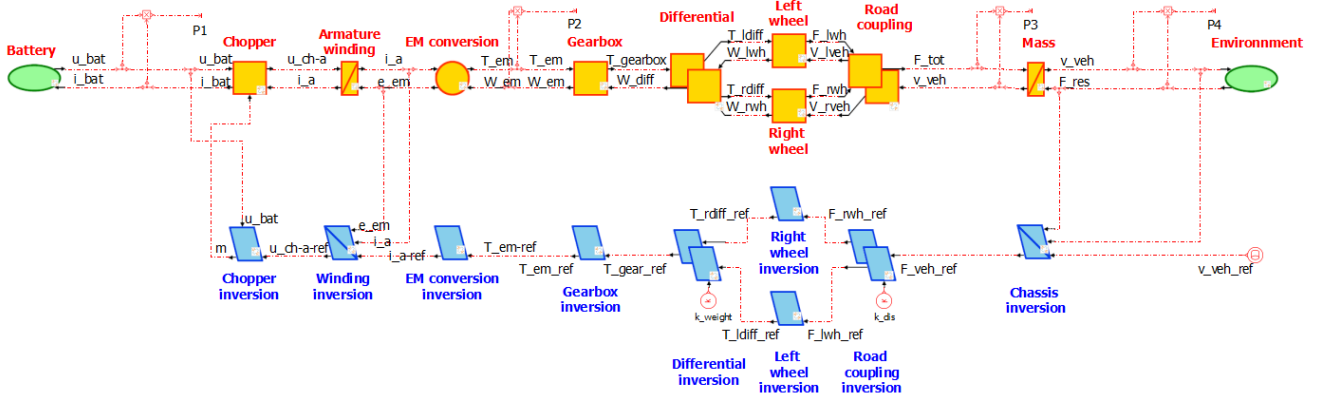 P1
P2
P3
P4
Battery
Chopper
Armature
winding
EM conversion
Gearbox
Differential
Left
wheel
Road
coupling
Mass
Environnment
u_bat
u_bat
u_ch-a
i_a
T_em
T_em
T_gearbox
T_ldiff
F_lwh
F_tot
v_veh
i_bat
i_bat
i_a
e_em
W_em
W_em
W_diff
W_lwh
V_lveh
v_veh
F_res
T_rdiff
F_rwh
W_rwh
V_rveh
Right
wheel
u_bat
e_em
T_rdiff_ref
F_rwh_ref
m
u_ch-a-ref
i_a
i_a-ref
T_em-ref
T_em_ref
T_gear_ref
F_veh_ref
v_veh_ref
Chopper
inversion
Winding
inversion
EM conversion
inversion
Gearbox
inversion
Right
wheel
inversion
Chassis
inversion
k_weight
k_dis
T_ldiff_ref
F_lwh_ref
Differential
inversion
Left
wheel
inversion
Road
coupling
inversion